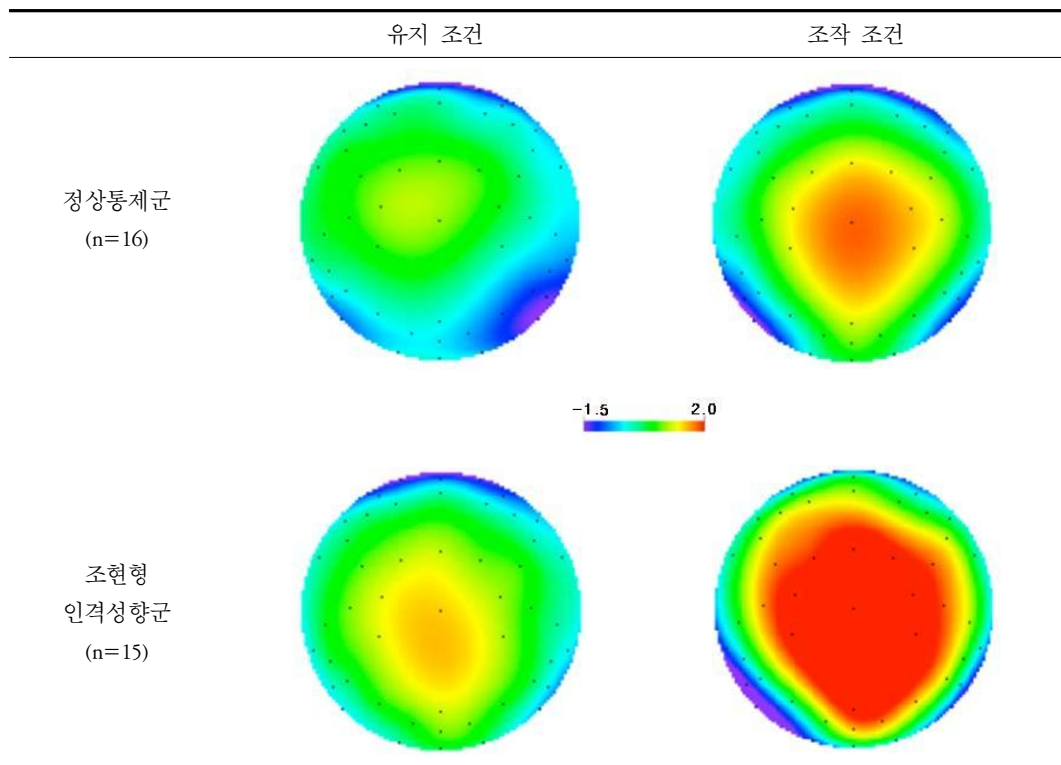 유지 조건 조작 조건
정상통제군
(n=16)
-1.5 2.0
조현형
인격성향군
(n=15)